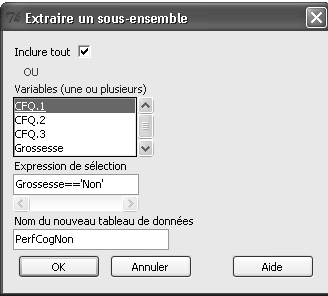 Extraire un sous-ensemble
Inclure tout
OU
Variables (une ou plusieurs)
CFQ.1
CFQ.2
CFQ.3
Grossesse
Expression de sélection
Grossesse=='Non'
Nom du nouveau tableau de données
PerfCogNon
OK Annuler Aide